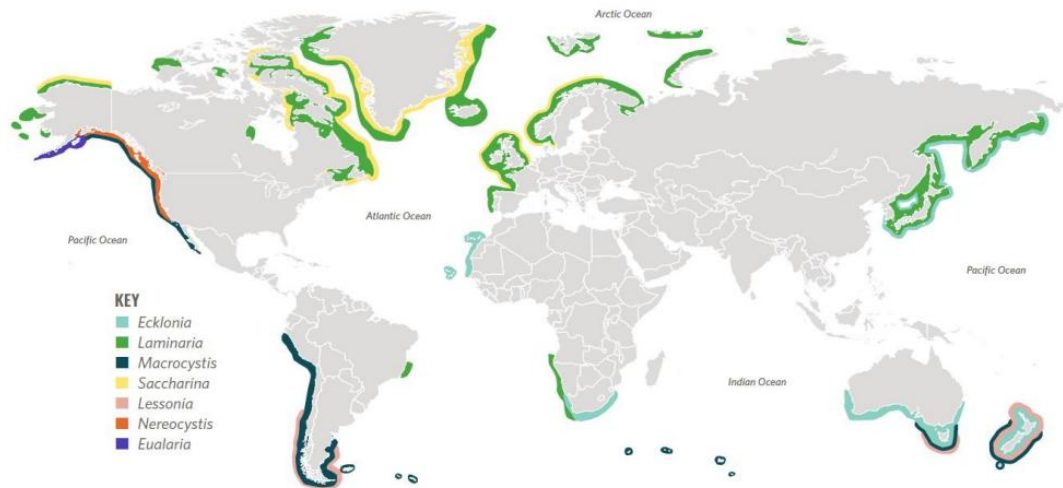 Arctic Ocean
Atlantic Ocean
Pacific Ocean
Pacific Ocean
Indian Ocean
KEY
Ecklonia
Laminaria
Macrocystis
Saccharina
Lessonia
Nereocystis
Eualaria